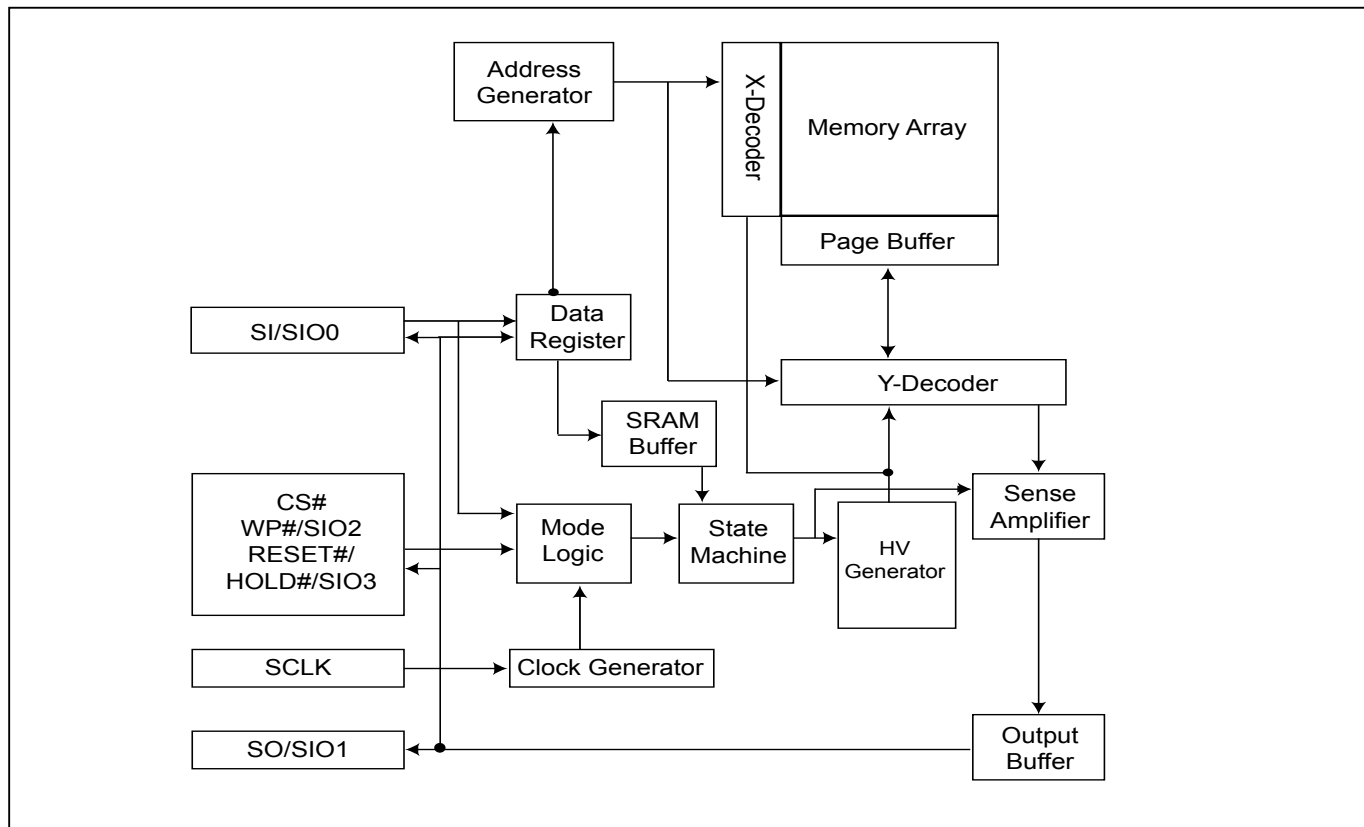 Address
Generator
X-Decoder
Memory Array
Page Buffer
SI/SIO0
Data
Register
Y-Decoder
SRAM
Buffer
CS#
WP#/SIO2
RESET#/
HOLD#/SIO3
Mode
Logic
State
Machine
HV
Generator
Sense
Amplifier
SCLK
Clock Generator
SO/SIO1
Output
Buffer